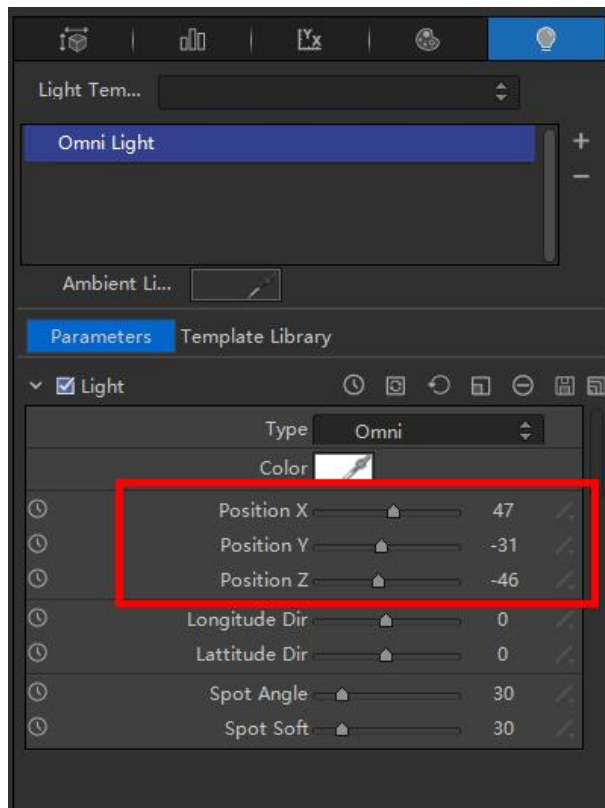 Light Tem...
Omni Light
Ambient Li...
Parameters Template Library
Light
Type Omni
Color
Position X 47
Position Y -31
Position Z -46
Longitude Dir 0
Lattitude Dir 0
Spot Angle 30
Spot Soft 30